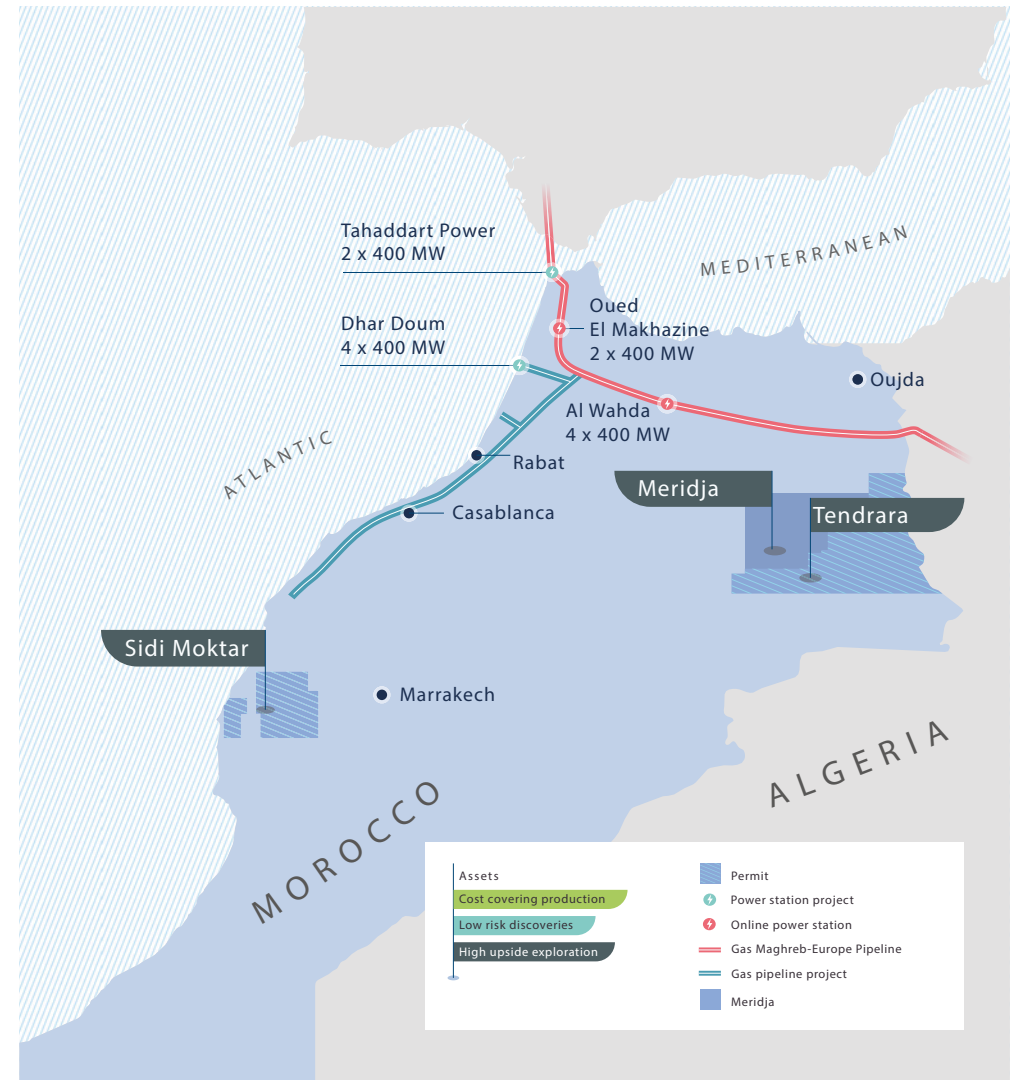 Tahaddart Power
2 x 400 MW
MEDITERRANEAN
Oued
El Makhazine
2 x 400 MW
Dhar Doum
4 x 400 MW
Oujda
Al Wahda
4 x 400 MW
ATLANTIC
Rabat
Meridja
Tendrara
Casablanca
Sidi Moktar
Marrakech
ALGERIA
MOROCCO
Assets
Cost covering production
Low risk discoveries
High upside exploration
Permit
Power station project
Online power station
Gas Maghreb-Europe Pipeline
Gas pipeline project
Meridja